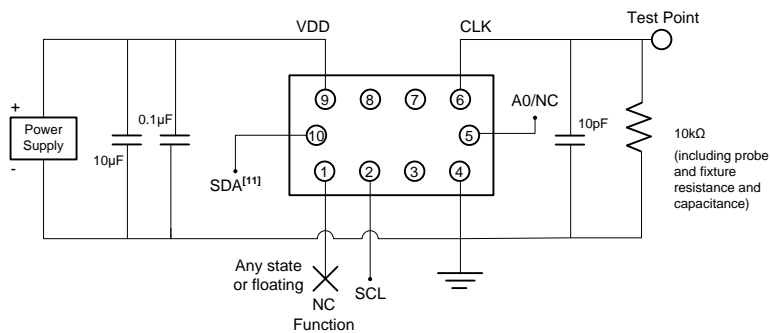 VDD
CLK
Test Point
9
8
7
6
A0/NC
+
Power
Supply
-
10µF
0.1µF
10
5
10pF
10kΩ
(including probe
and fixture
resistance and
capacitance)
SDA[11]
1
2
3
4
Any state
or floating
NC
Function
SCL